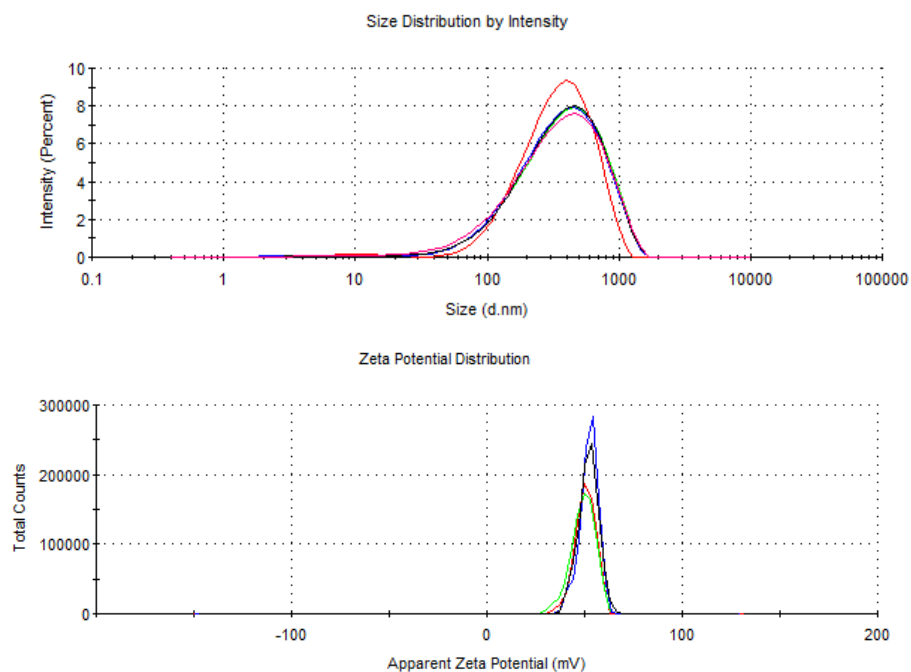 Size Distribution by Intensity
Intensity (Percent)
10
8
6
4
2
0
0.1 1 10 100 1000 10000 100000
Size (d.nm)
Zeta Potential Distribution
Total Counts
300000
200000
100000
0
-100 0 100 200
Apparent Zeta Potential (mV)